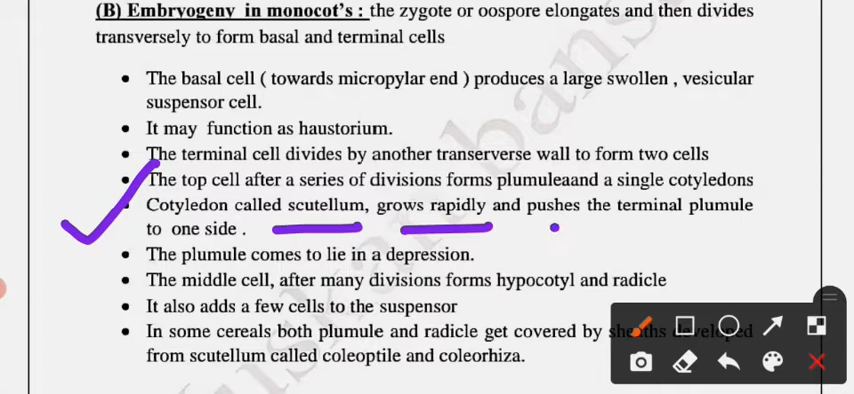 (B) Embryogeny in monocot's : the zygote or oospore elongates and then divides
transversely to form basal and terminal cells
• The basal cell ( towards micropylar end ) produces a large swollen , vesicular
suspensor cell.
• It may function as haustorium.
• The terminal cell divides by another transerverse wall to form two cells
• The top cell after a series of divisions forms plumuleaand a single cotyledons
• Cotyledon called scutellum, grows rapidly and pushes the terminal plumule
to one side .
• The plumule comes to lie in a depression.
• The middle cell, after many divisions forms hypocotyl and radicle
• It also adds a few cells to the suspensor
• In some cereals both plumule and radicle get covered by sheaths developed
from scutellum called coleoptile and coleorhiza.
muskan bansa